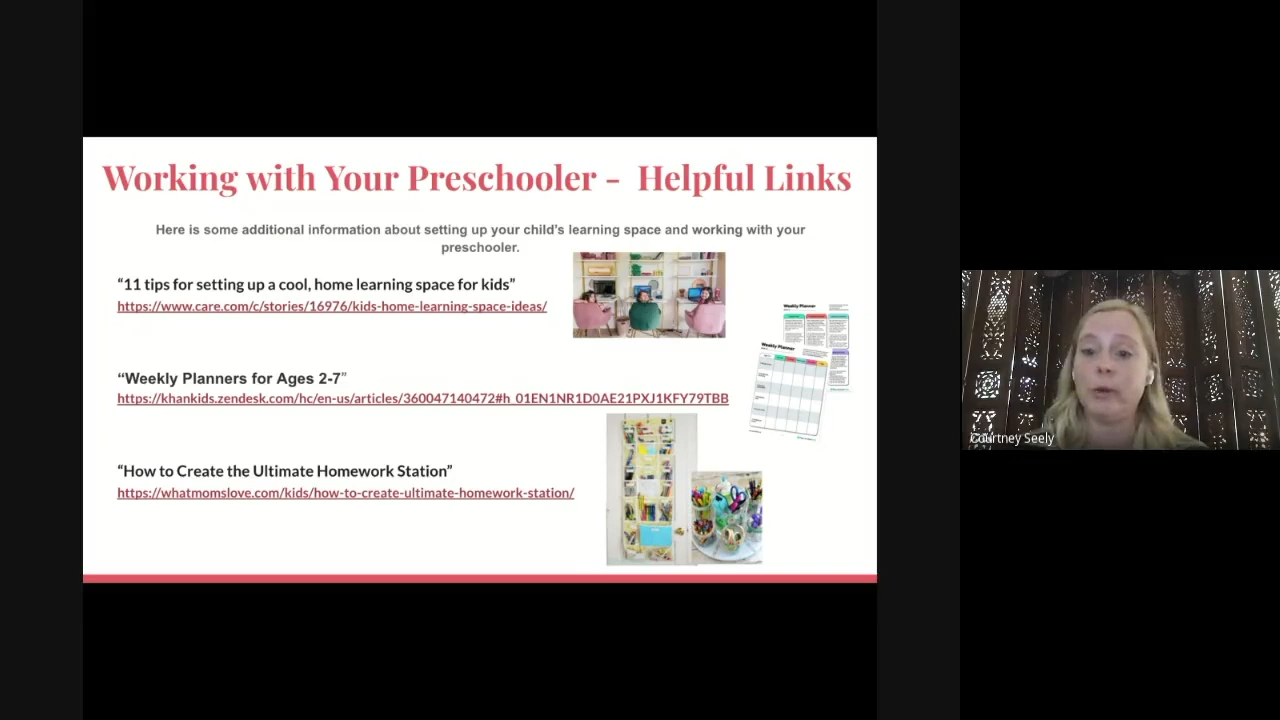 Working with Your Preschooler - Helpful Links
Here is some additional information about setting up your child's learning space and working with your
preschooler.
“11 tips for setting up a cool, home learning space for kids”
https://www.care.com/c/stories/16976/kids-home-learning-space-ideas/
Weekly Planner
Weekly Planner
“Weekly Planners for Ages 2-7”
https://khankids.zendesk.com/hc/en-us/articles/360047140472#h_01EN1NR1D0AE21PXJ1KFY79TBB
Courtney Seely
“How to Create the Ultimate Homework Station”
https://whatmomslove.com/kids/how-to-create-ultimate-homework-station/